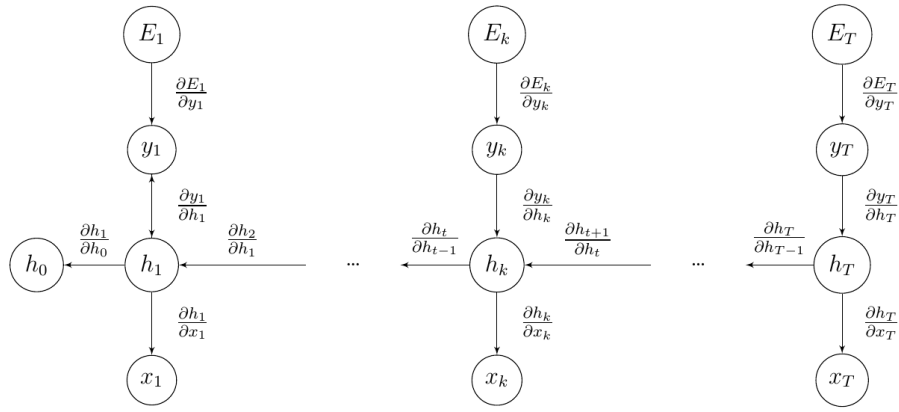 E_1 E_k E_T
∂E_1/∂y_1 ∂E_k/∂y_k ∂E_T/∂y_T
y_1 y_k y_T
∂y_1/∂h_1 ∂y_k/∂h_k ∂y_T/∂h_T
∂h_1/∂h_0 ∂h_2/∂h_1 ∂h_t/∂h_{t-1} ∂h_{t+1}/∂h_t ∂h_T/∂h_{T-1}
h_0 h_1 ... h_k ... h_T
∂h_1/∂x_1 ∂h_k/∂x_k ∂h_T/∂x_T
x_1 x_k x_T